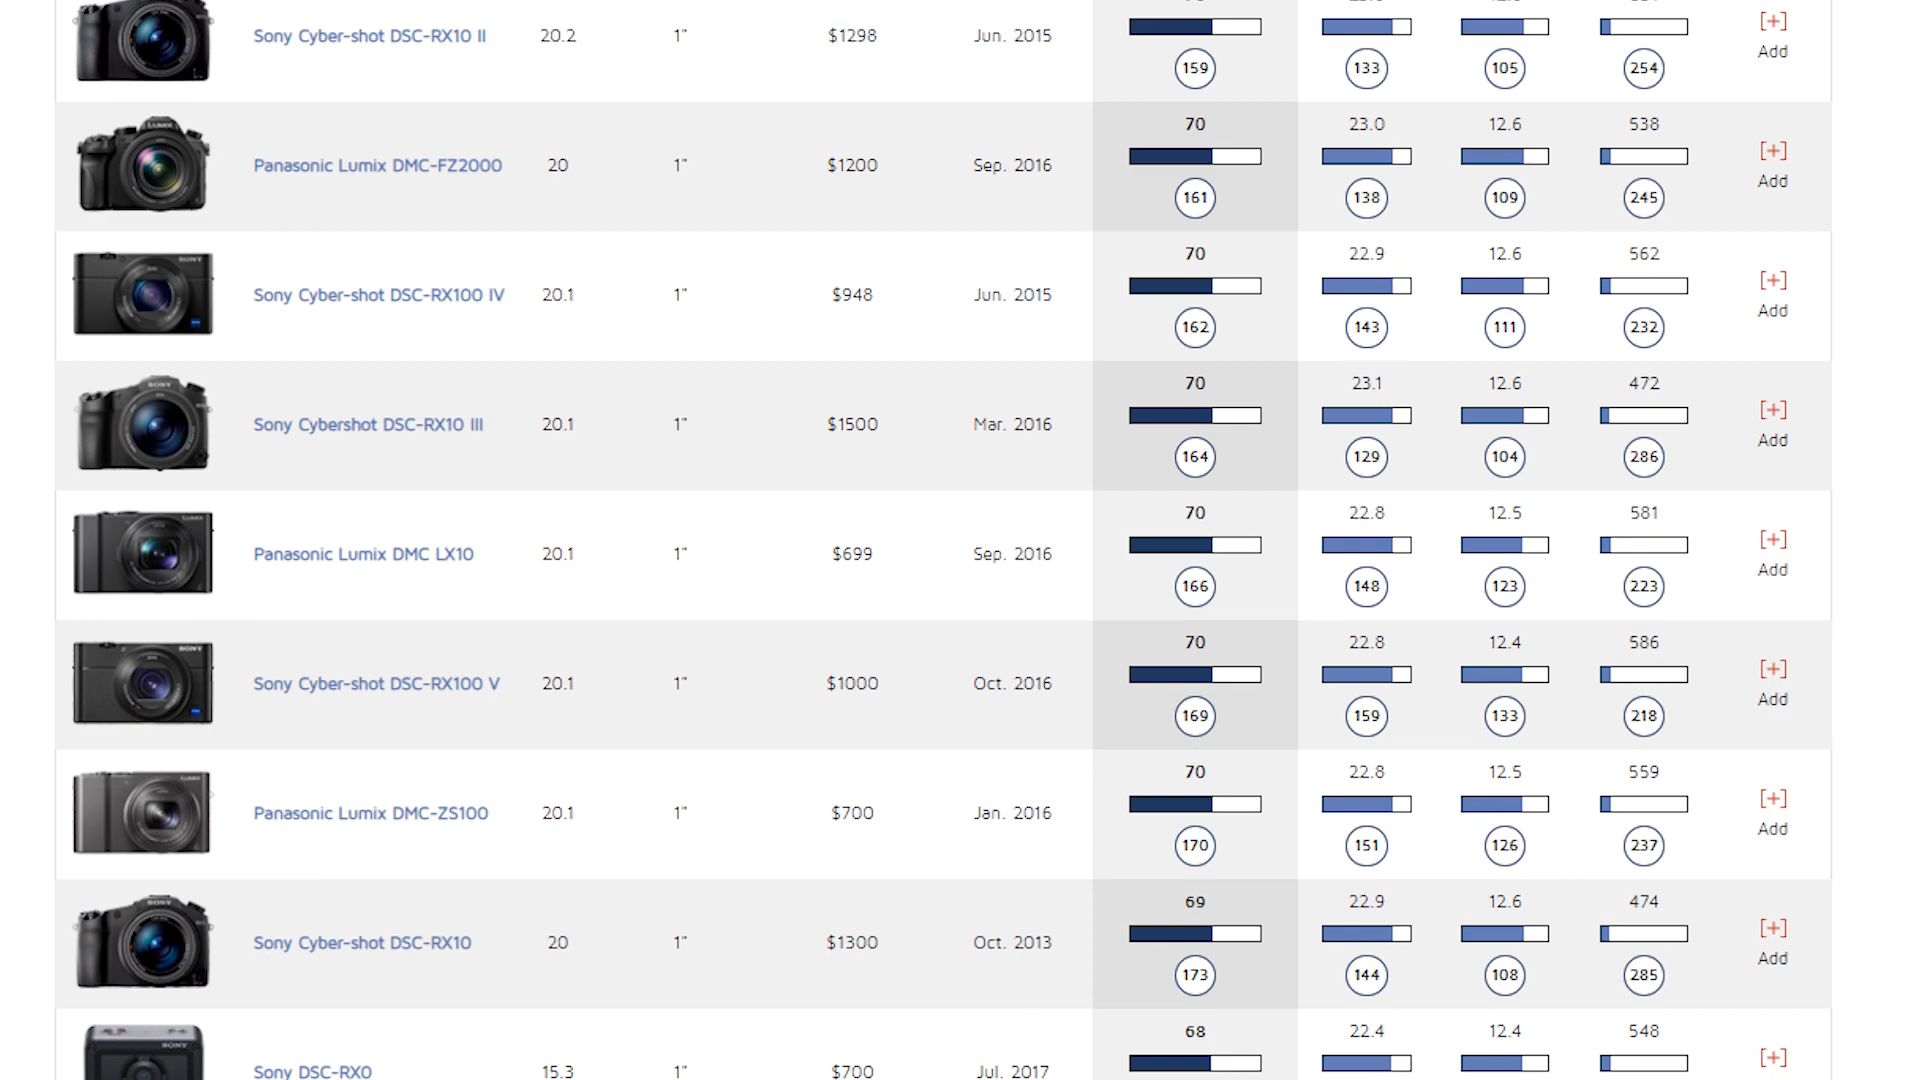 Sony Cyber-shot DSC-RX10 II 20.2 1" $1298 Jun. 2015 [+] Add
159 133 105 254
70 23.0 12.6 538
Panasonic Lumix DMC-FZ2000 20 1" $1200 Sep. 2016 [+] Add
161 138 109 245
70 22.9 12.6 562
Sony Cyber-shot DSC-RX100 IV 20.1 1" $948 Jun. 2015 [+] Add
162 143 111 232
70 23.1 12.6 472
Sony Cybershot DSC-RX10 III 20.1 1" $1500 Mar. 2016 [+] Add
164 129 104 286
70 22.8 12.5 581
Panasonic Lumix DMC LX10 20.1 1" $699 Sep. 2016 [+] Add
166 148 123 223
70 22.8 12.4 586
Sony Cyber-shot DSC-RX100 V 20.1 1" $1000 Oct. 2016 [+] Add
169 159 133 218
70 22.8 12.5 559
Panasonic Lumix DMC-ZS100 20.1 1" $700 Jan. 2016 [+] Add
170 151 126 237
69 22.9 12.6 474
Sony Cyber-shot DSC-RX10 20 1" $1300 Oct. 2013 [+] Add
173 144 108 285
68 22.4 12.4 548
Sony DSC-RX0 15.3 1" $700 Jul. 2017 [+]